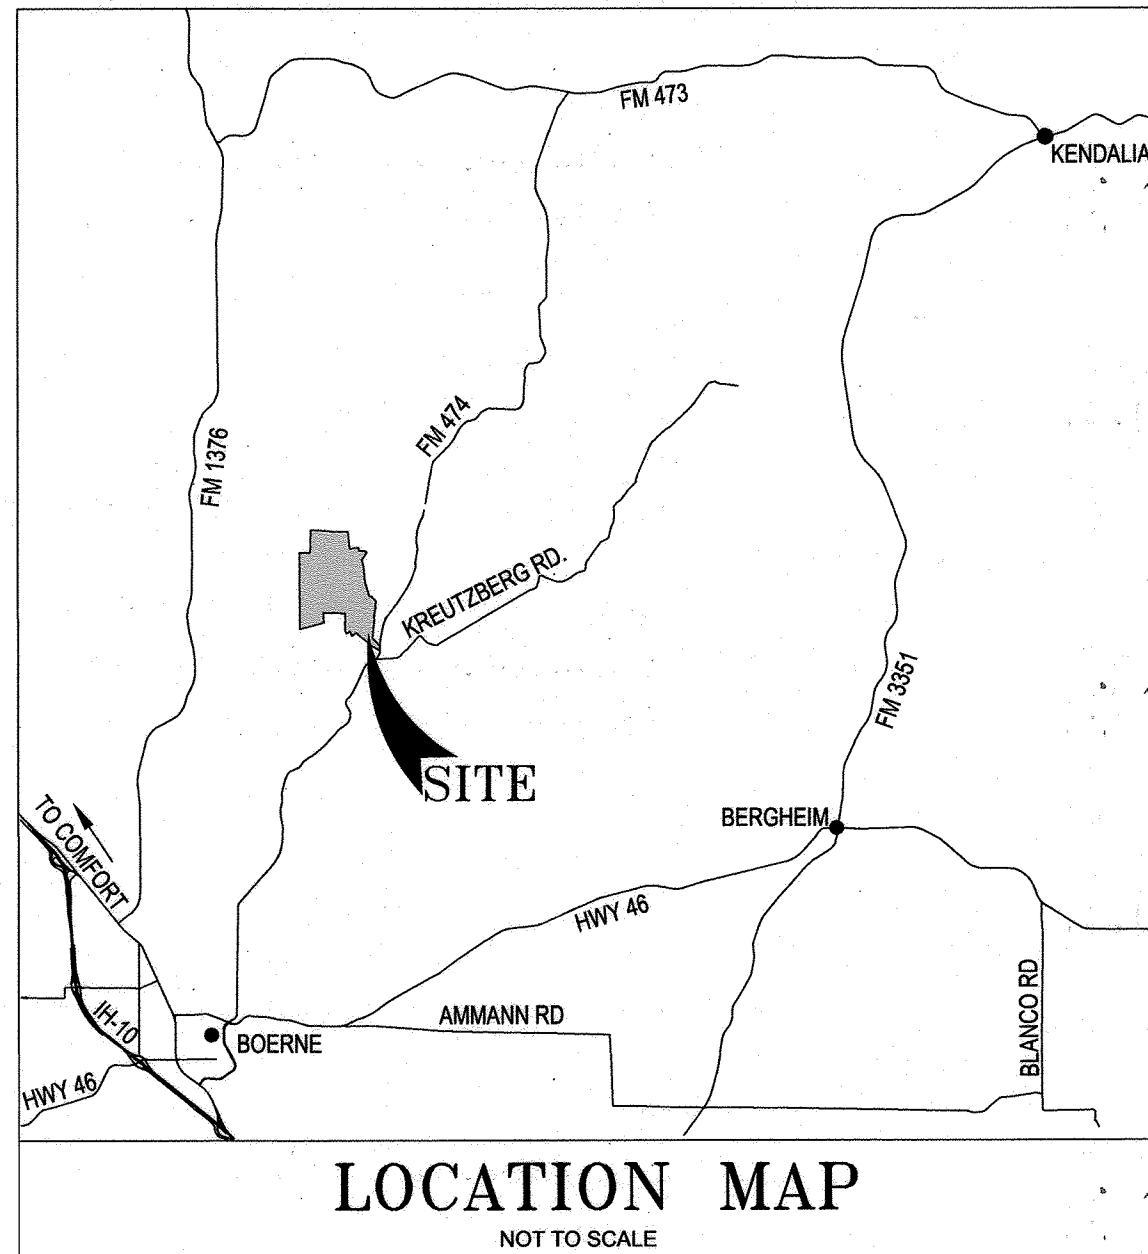 FM 473
KENDALIA
FM 474
FM 1376
KREUTZBERG RD.
FM 3351
SITE
TO COMFORT
BERGHEIM
HWY 46
BLANCO RD
IH-10
AMMANN RD
BOERNE
HWY 46
LOCATION MAP
NOT TO SCALE